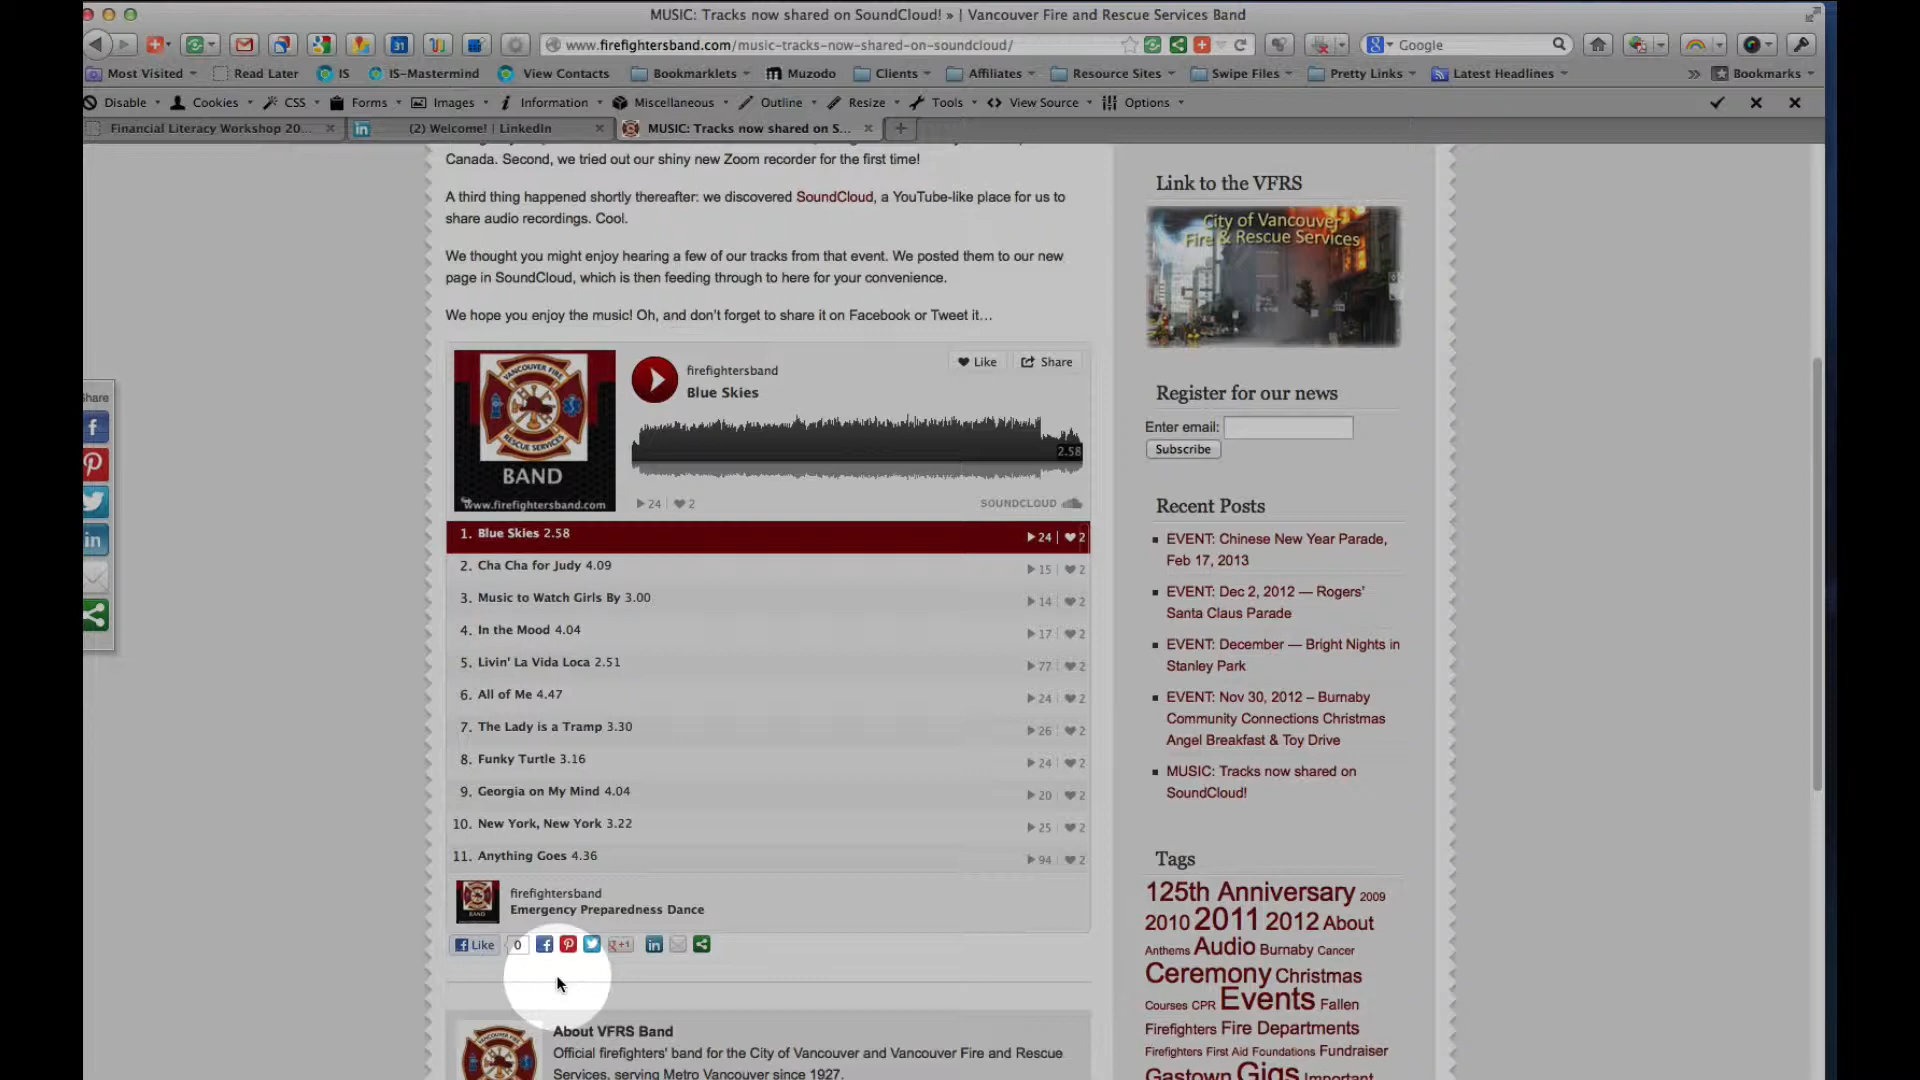 MUSIC: Tracks now shared on SoundCloud! » | Vancouver Fire and Rescue Services Band
www.firefightersband.com/music-tracks-now-shared-on-soundcloud/
Google
Most Visited Read Later IS IS-Mastermind View Contacts Bookmarklets Muzodo Clients Affiliates Resource Sites Swipe Files Pretty Links Latest Headlines » Bookmarks
Disable Cookies CSS Forms Images Information Miscellaneous Outline Resize Tools View Source Options
Financial Literacy Workshop 20... (2) Welcome! | LinkedIn MUSIC: Tracks now shared on S...
Canada. Second, we tried out our shiny new Zoom recorder for the first time!
A third thing happened shortly thereafter: we discovered SoundCloud, a YouTube-like place for us to
share audio recordings. Cool.
We thought you might enjoy hearing a few of our tracks from that event. We posted them to our new
page in SoundCloud, which is then feeding through to here for your convenience.
We hope you enjoy the music! Oh, and don't forget to share it on Facebook or Tweet it…
VANCOUVER FIRE
RESCUE SERVICES
BAND
www.firefightersband.com
firefightersband
Blue Skies
Like Share
2.58
24 | 2
SOUNDCLOUD
1. Blue Skies 2.58 24 | 2
2. Cha Cha for Judy 4.09 15 | 2
3. Music to Watch Girls By 3.00 14 | 2
4. In the Mood 4.04 17 | 2
5. Livin' La Vida Loca 2.51 77 | 2
6. All of Me 4.47 24 | 2
7. The Lady is a Tramp 3.30 26 | 2
8. Funky Turtle 3.16 24 | 2
9. Georgia on My Mind 4.04 20 | 2
10. New York, New York 3.22 25 | 2
11. Anything Goes 4.36 94 | 2
firefightersband
Emergency Preparedness Dance
Like 0 +1
About VFRS Band
Official firefighters' band for the City of Vancouver and Vancouver Fire and Rescue
Services, serving Metro Vancouver since 1927.
hare
Link to the VFRS
City of Vancouver
Fire & Rescue Services
Register for our news
Enter email:
Subscribe
Recent Posts
EVENT: Chinese New Year Parade,
Feb 17, 2013
EVENT: Dec 2, 2012 — Rogers'
Santa Claus Parade
EVENT: December — Bright Nights in
Stanley Park
EVENT: Nov 30, 2012 – Burnaby
Community Connections Christmas
Angel Breakfast & Toy Drive
MUSIC: Tracks now shared on
SoundCloud!
Tags
125th Anniversary 2009
2010 2011 2012 About
Anthems Audio Burnaby Cancer
Ceremony Christmas
Courses CPR Events Fallen
Firefighters Fire Departments
Firefighters First Aid Foundations Fundraiser
Gastown Gigs Important